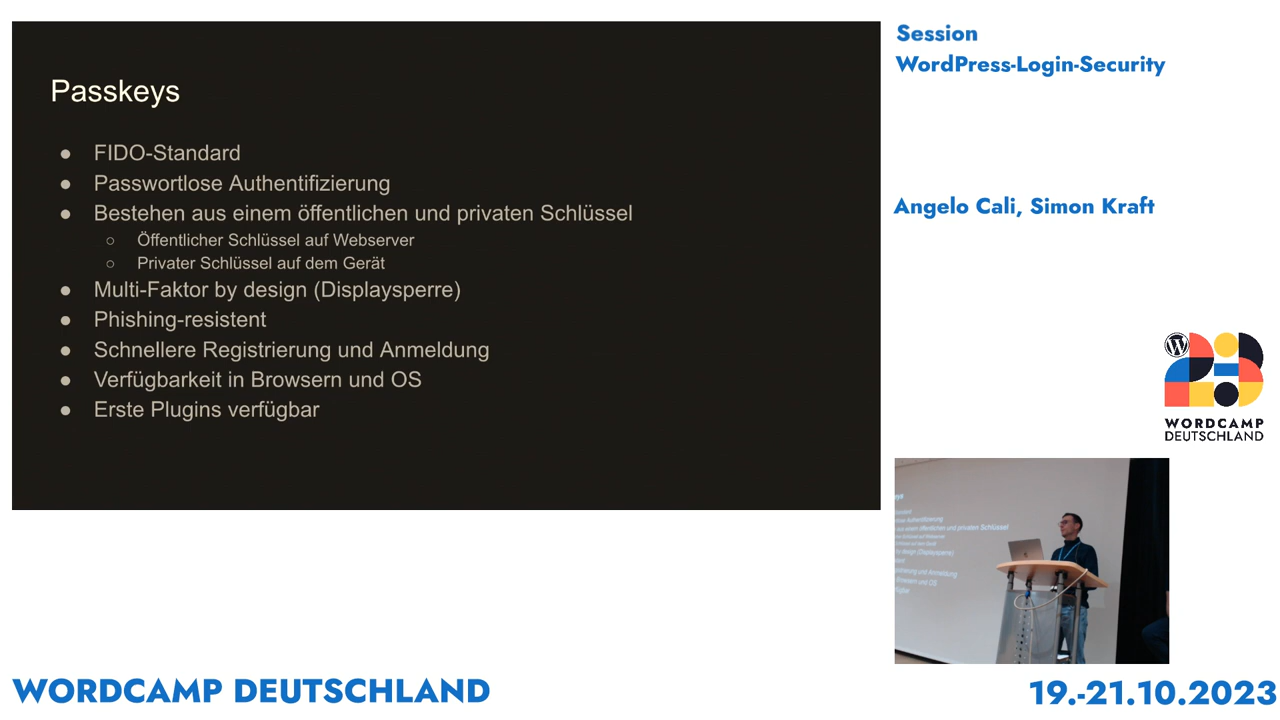 Passkeys
● FIDO-Standard
● Passwortlose Authentifizierung
● Bestehen aus einem öffentlichen und privaten Schlüssel
○ Öffentlicher Schlüssel auf Webserver
○ Privater Schlüssel auf dem Gerät
● Multi-Faktor by design (Displaysperre)
● Phishing-resistent
● Schnellere Registrierung und Anmeldung
● Verfügbarkeit in Browsern und OS
● Erste Plugins verfügbar
Session
WordPress-Login-Security
Angelo Cali, Simon Kraft
WORDCAMP
DEUTSCHLAND
WORDCAMP DEUTSCHLAND
19.-21.10.2023